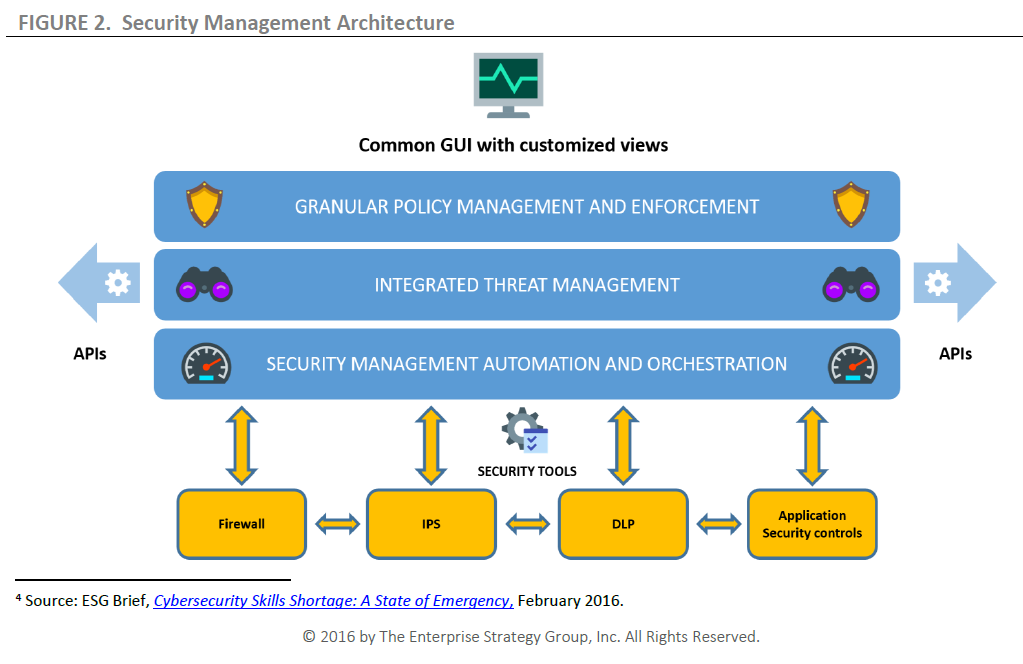 FIGURE 2. Security Management Architecture
Common GUI with customized views
GRANULAR POLICY MANAGEMENT AND ENFORCEMENT
INTEGRATED THREAT MANAGEMENT
APIs
APIs
SECURITY MANAGEMENT AUTOMATION AND ORCHESTRATION
SECURITY TOOLS
Firewall
IPS
DLP
Application
Security controls
⁴ Source: ESG Brief, Cybersecurity Skills Shortage: A State of Emergency, February 2016.
© 2016 by The Enterprise Strategy Group, Inc. All Rights Reserved.